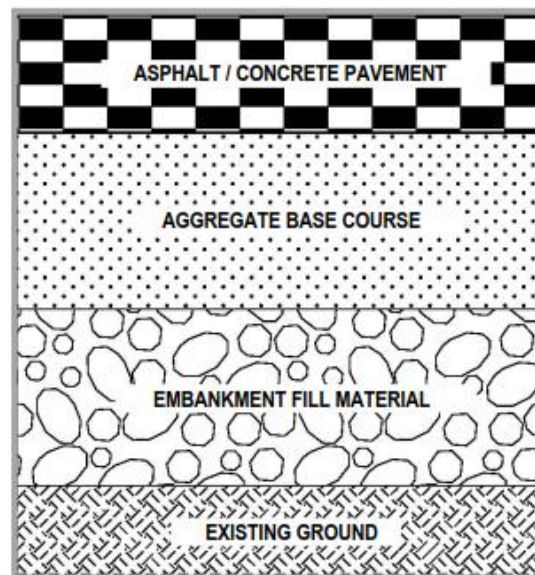 ASPHALT / CONCRETE PAVEMENT
AGGREGATE BASE COURSE
EMBANKMENT FILL MATERIAL
EXISTING GROUND